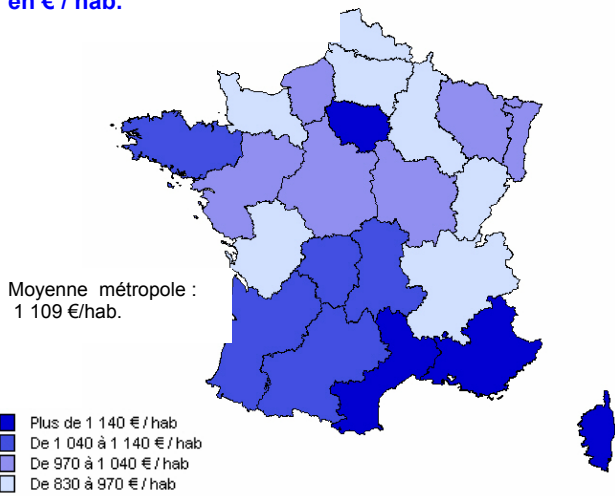 en € / hab.
Moyenne métropole :
1 109 €/hab.
Plus de 1 140 € / hab
De 1 040 à 1 140 € / hab
De 970 à 1 040 € / hab
De 830 à 970 € / hab